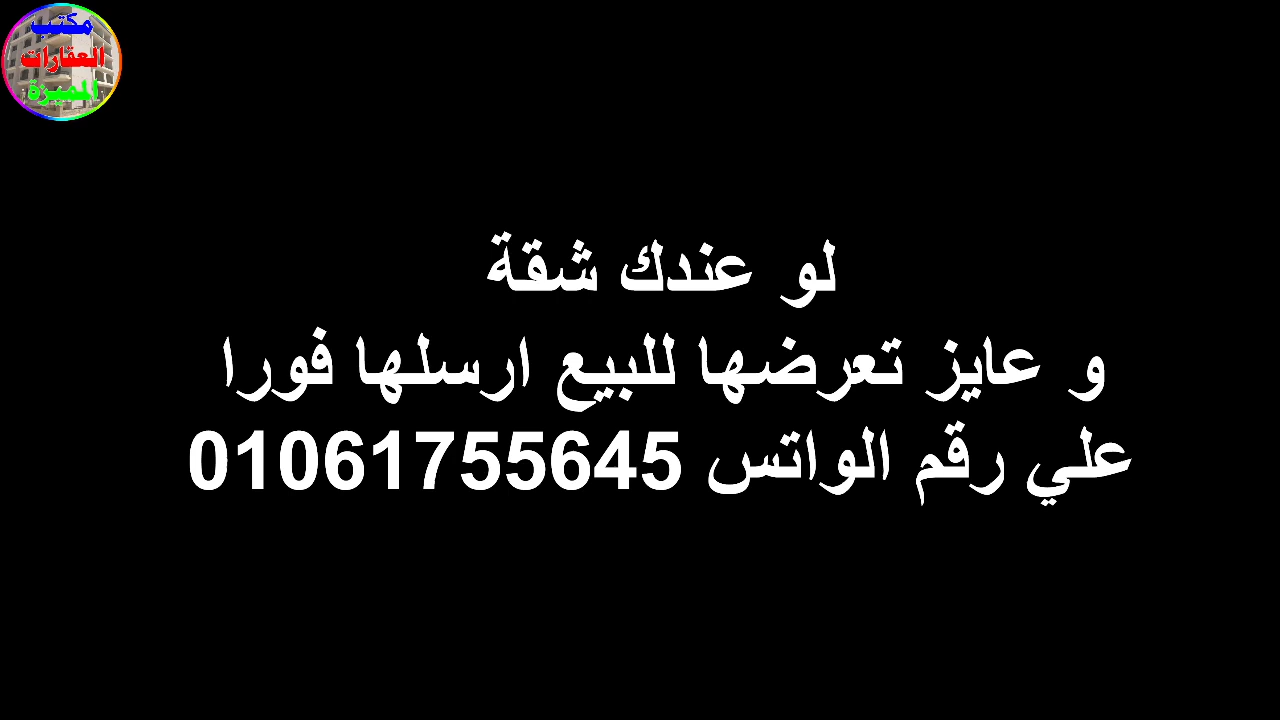 مكتب
العقارات
المميزة
لو عندك شقة
و عايز تعرضها للبيع ارسلها فورا
علي رقم الواتس 01061755645